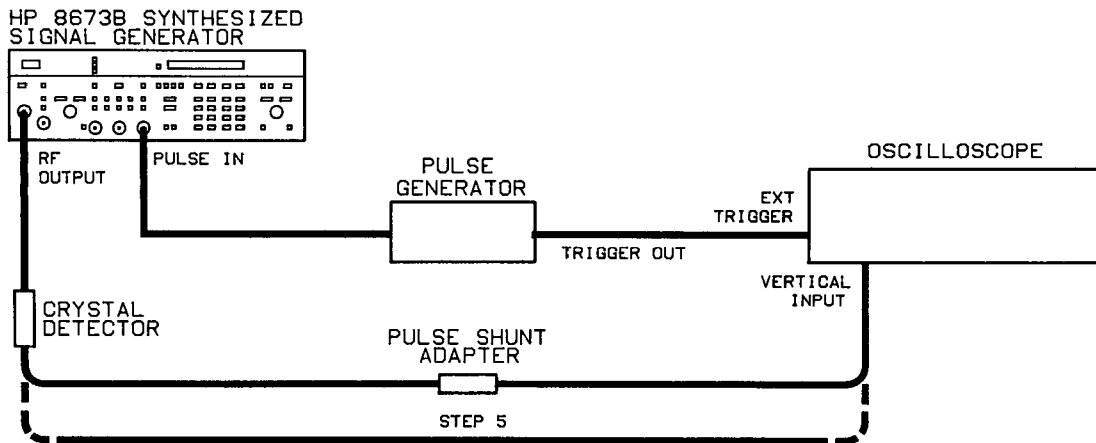 HP 8673B SYNTHESIZED
SIGNAL GENERATOR
RF
OUTPUT
PULSE IN
PULSE
GENERATOR
OSCILLOSCOPE
EXT
TRIGGER
TRIGGER OUT
VERTICAL
INPUT
CRYSTAL
DETECTOR
PULSE SHUNT
ADAPTER
STEP 5